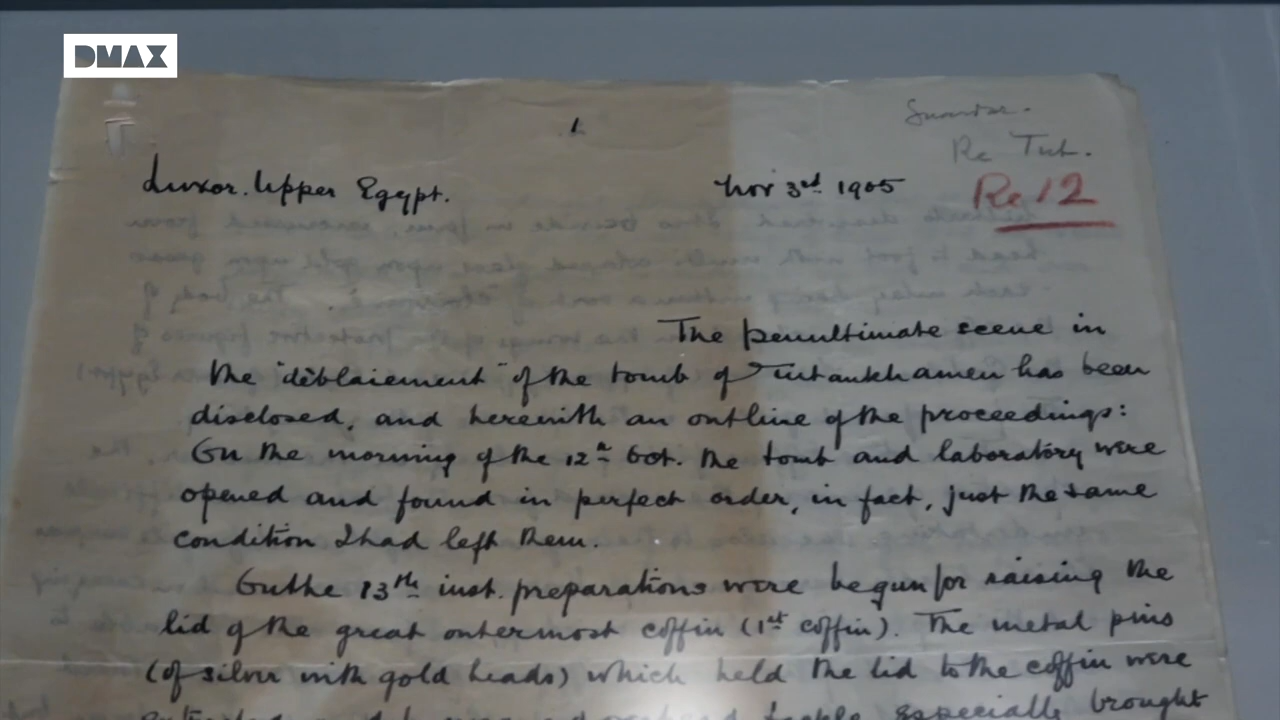 DMAX
1
Re Tut.
Luxor. Upper Egypt.
Nov 3rd 1905
Re 12
The penultimate scene in
the "déblaiement" of the tomb of Tutankhamen has been
disclosed, and herewith an outline of the proceedings:
On the morning of the 12th Oct. the tomb and laboratory were
opened and found in perfect order, in fact, just the same
condition I had left them.
On the 13th inst. preparations were begun for raising the
lid of the great outermost coffin (1st coffin). The metal pins
(of silver with gold heads) which held the lid to the coffin were
tackle especially brought